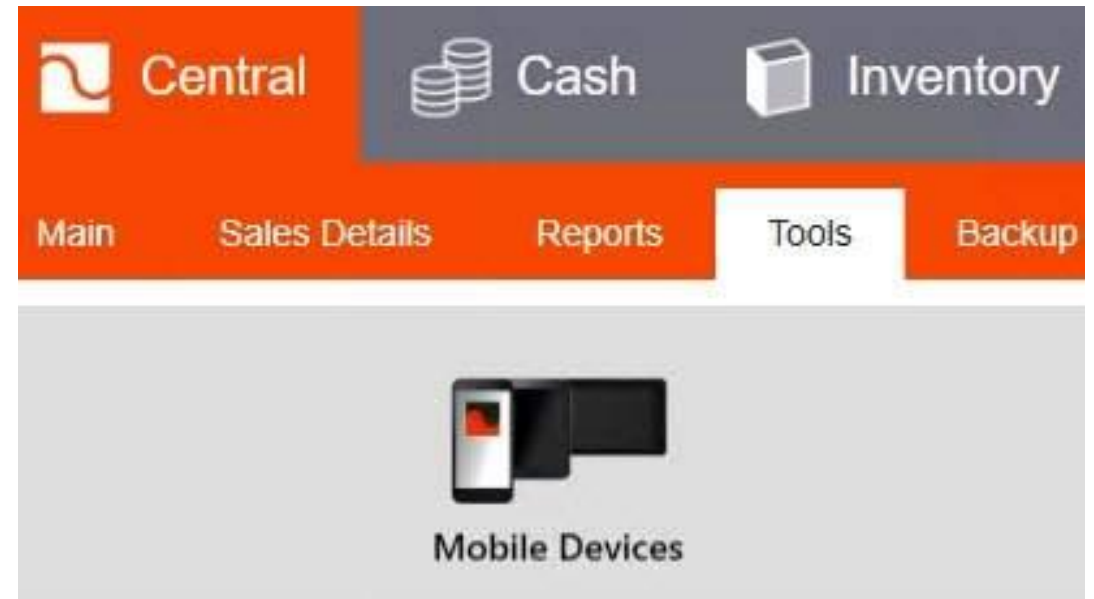 Central Cash Inventory
Main Sales Details Reports Tools Backup
Mobile Devices